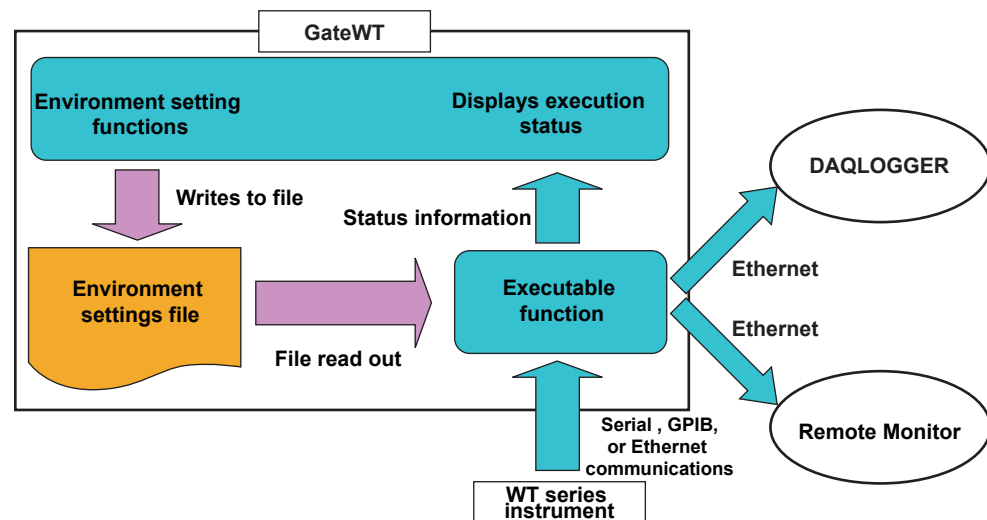 GateWT
Environment setting
functions
Displays execution
status
Writes to file
Status information
DAQLOGGER
Ethernet
Environment
settings file
Executable
function
File read out
Ethernet
Remote Monitor
Serial , GPIB,
or Ethernet
communications
WT series
instrument